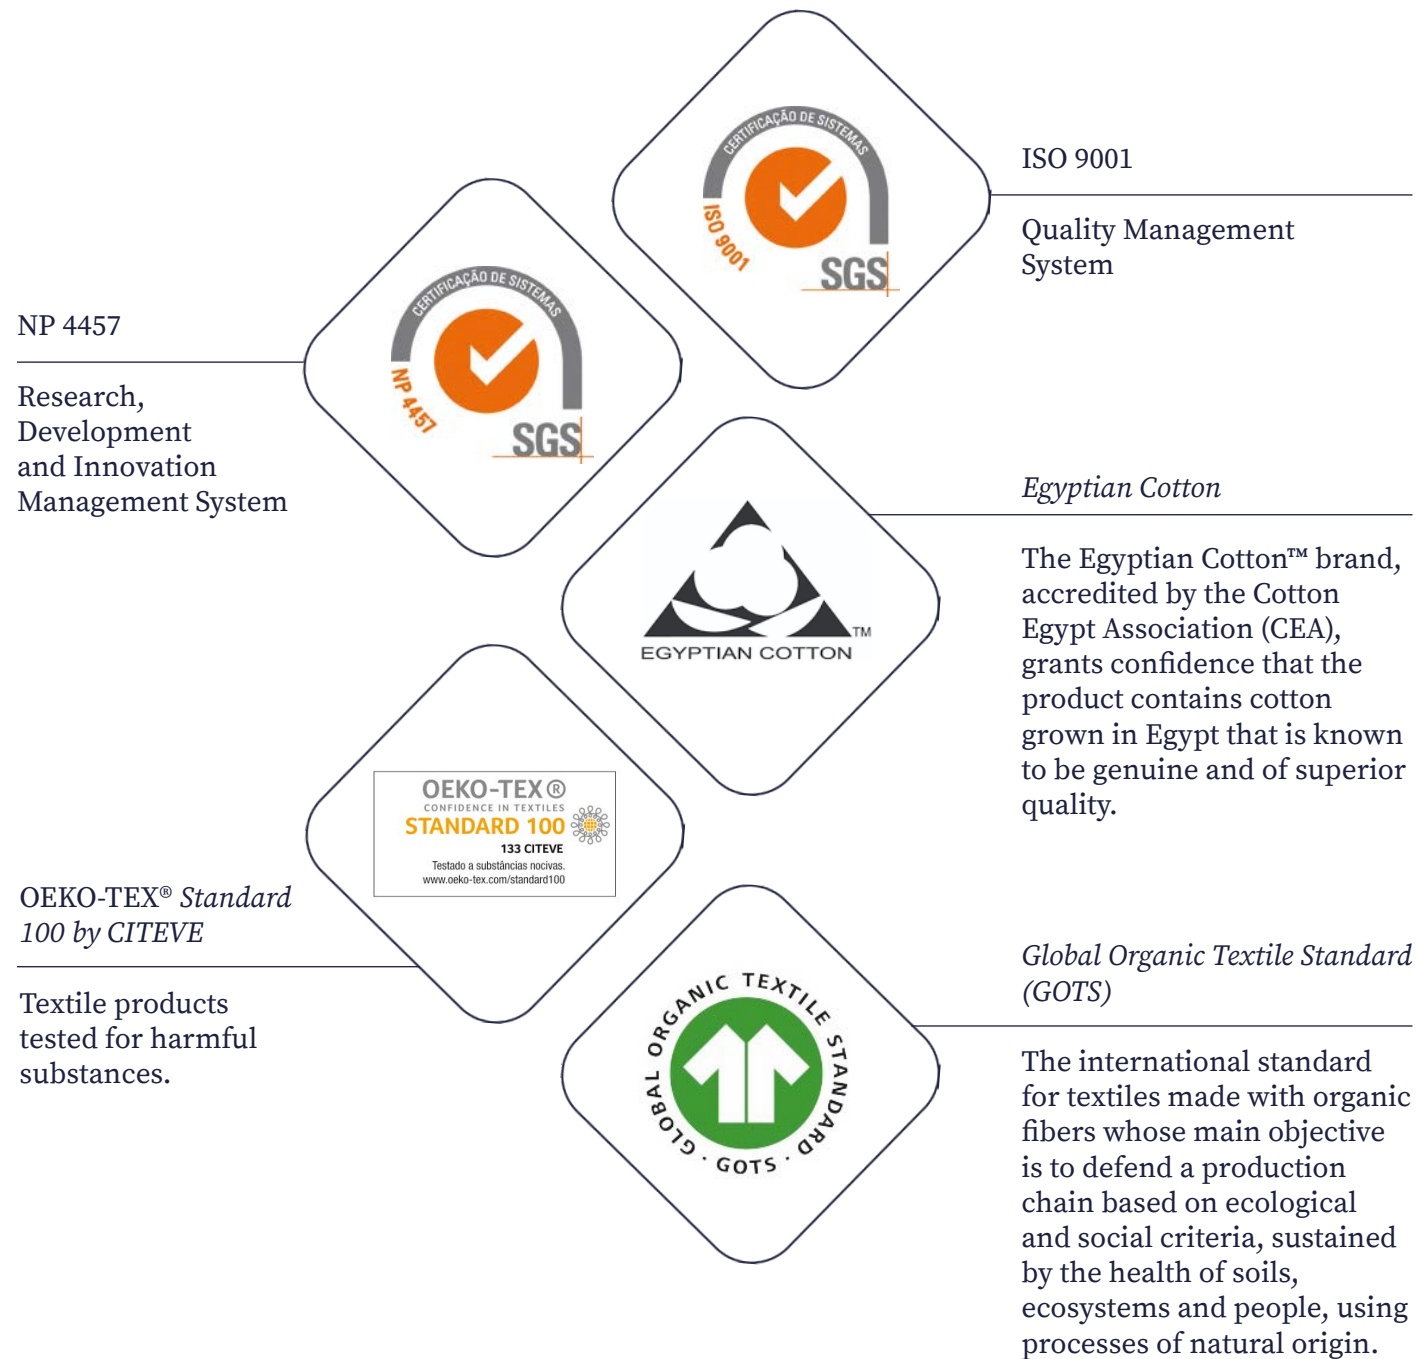 CERTIFICAÇÃO DE SISTEMAS
ISO 9001
SGS
ISO 9001
Quality Management
System
CERTIFICAÇÃO DE SISTEMAS
NP 4457
SGS
NP 4457
Research,
Development
and Innovation
Management System
TM
EGYPTIAN COTTON
Egyptian Cotton
The Egyptian Cotton™ brand,
accredited by the Cotton
Egypt Association (CEA),
grants confidence that the
product contains cotton
grown in Egypt that is known
to be genuine and of superior
quality.
OEKO-TEX®
CONFIDENCE IN TEXTILES
STANDARD 100
133 CITEVE
Testado a substâncias nocivas.
www.oeko-tex.com/standard100
OEKO-TEX® Standard
100 by CITEVE
Textile products
tested for harmful
substances.
GLOBAL ORGANIC TEXTILE STANDARD
· GOTS ·
Global Organic Textile Standard
(GOTS)
The international standard
for textiles made with organic
fibers whose main objective
is to defend a production
chain based on ecological
and social criteria, sustained
by the health of soils,
ecosystems and people, using
processes of natural origin.